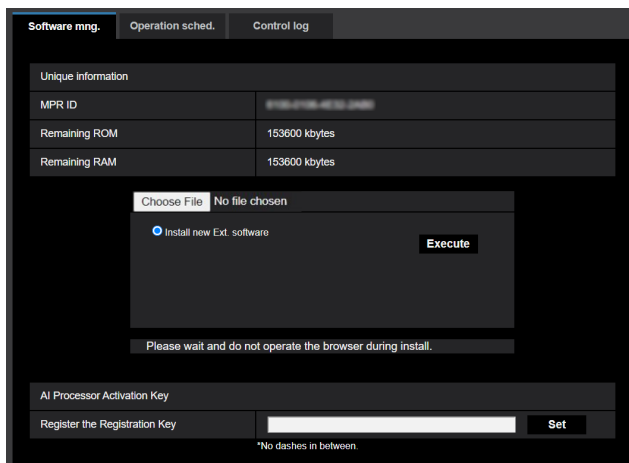 Software mng. Operation sched. Control log
Unique information
MPR ID
Remaining ROM 153600 kbytes
Remaining RAM 153600 kbytes
Choose File No file chosen
Install new Ext. software
Execute
Please wait and do not operate the browser during install.
AI Processor Activation Key
Register the Registration Key Set
*No dashes in between.